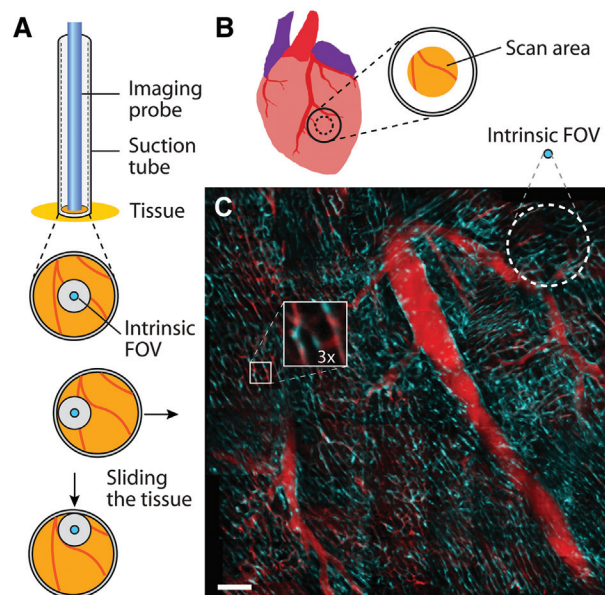 A
Imaging
probe
Suction
tube
Tissue
Intrinsic
FOV
Sliding
the tissue
B
Scan area
Intrinsic FOV
C
3x